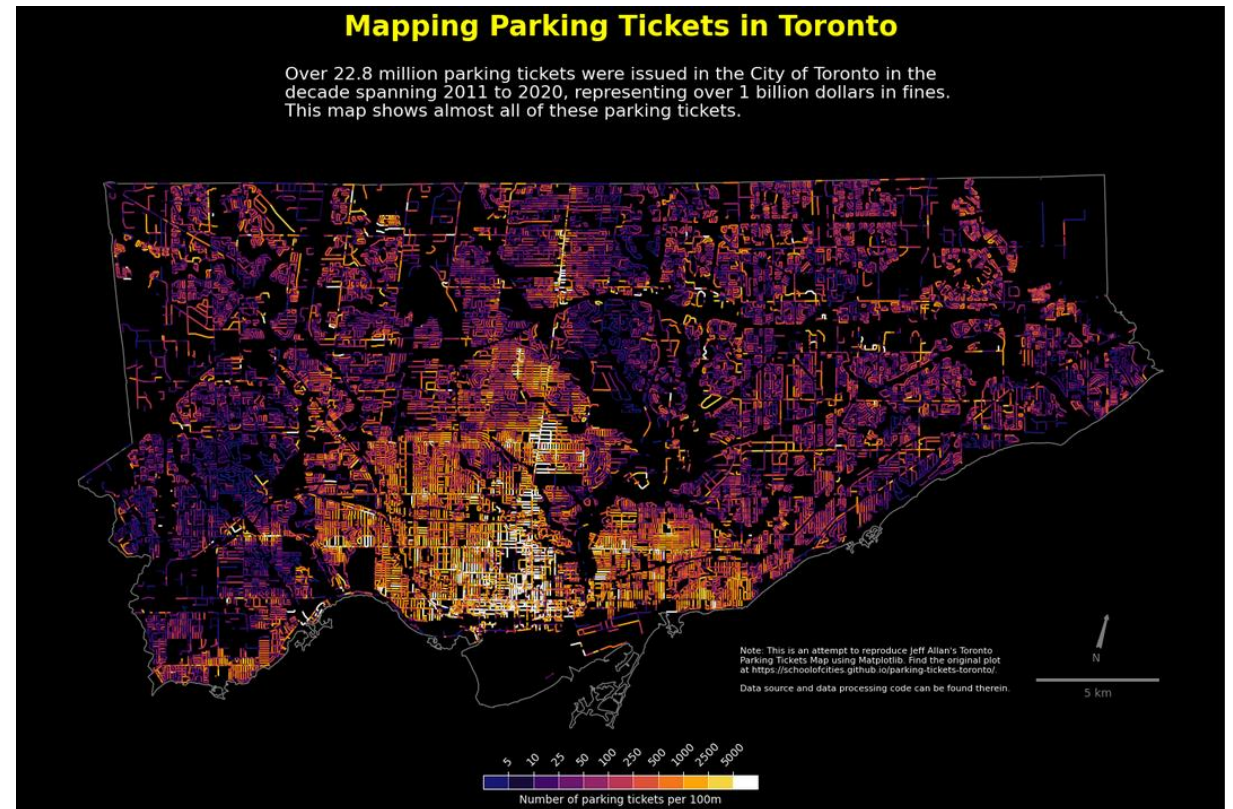 Mapping Parking Tickets in Toronto
Over 22.8 million parking tickets were issued in the City of Toronto in the
decade spanning 2011 to 2020, representing over 1 billion dollars in fines.
This map shows almost all of these parking tickets.
Note: This is an attempt to reproduce Jeff Allan's Toronto
Parking Tickets Map using Matplotlib. Find the original plot
at https://schoolofcities.github.io/parking-tickets-toronto/.
Data source and data processing code can be found therein.
N
5 km
5 10 25 50 100 250 500 1000 2500 5000
Number of parking tickets per 100m